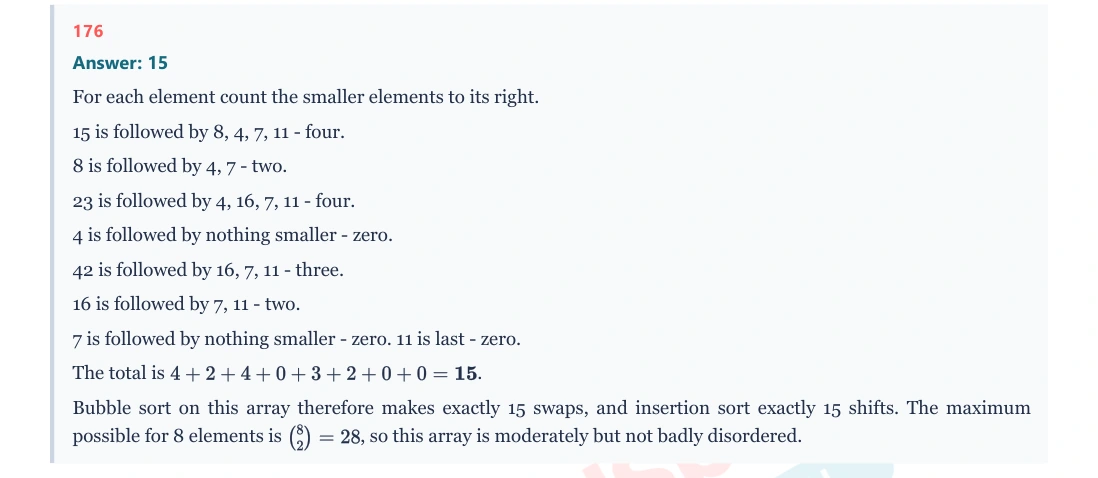 176
Answer: 15
For each element count the smaller elements to its right.
15 is followed by 8, 4, 7, 11 - four.
8 is followed by 4, 7 - two.
23 is followed by 4, 16, 7, 11 - four.
4 is followed by nothing smaller - zero.
42 is followed by 16, 7, 11 - three.
16 is followed by 7, 11 - two.
7 is followed by nothing smaller - zero. 11 is last - zero.
The total is 4 + 2 + 4 + 0 + 3 + 2 + 0 + 0 = 15.
Bubble sort on this array therefore makes exactly 15 swaps, and insertion sort exactly 15 shifts. The maximum
possible for 8 elements is (8 2) = 28, so this array is moderately but not badly disordered.